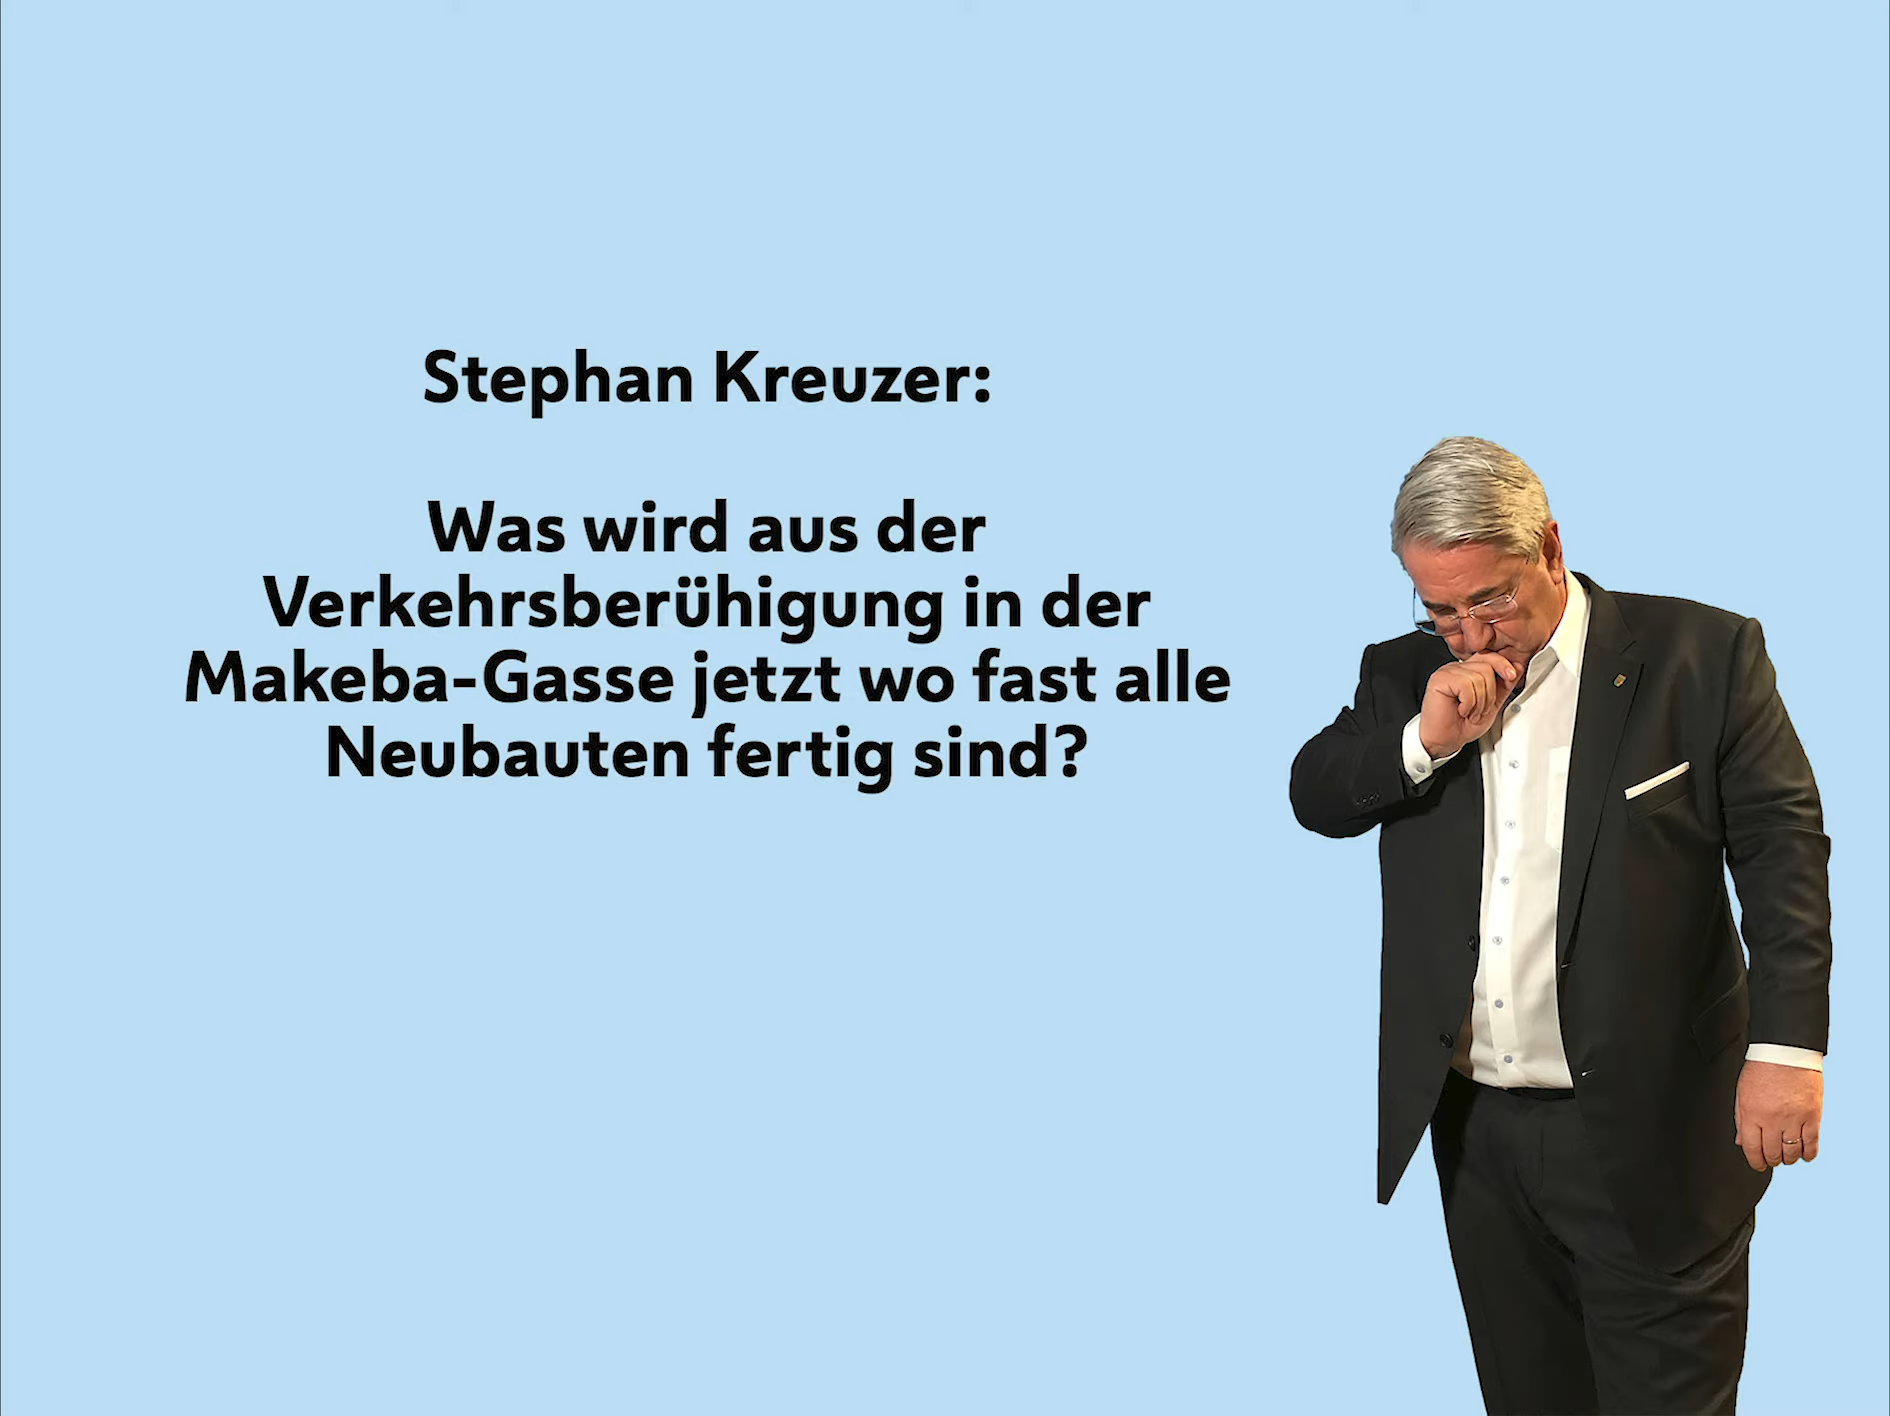 Stephan Kreuzer:
Was wird aus der
Verkehrsberühigung in der
Makeba-Gasse jetzt wo fast alle
Neubauten fertig sind?